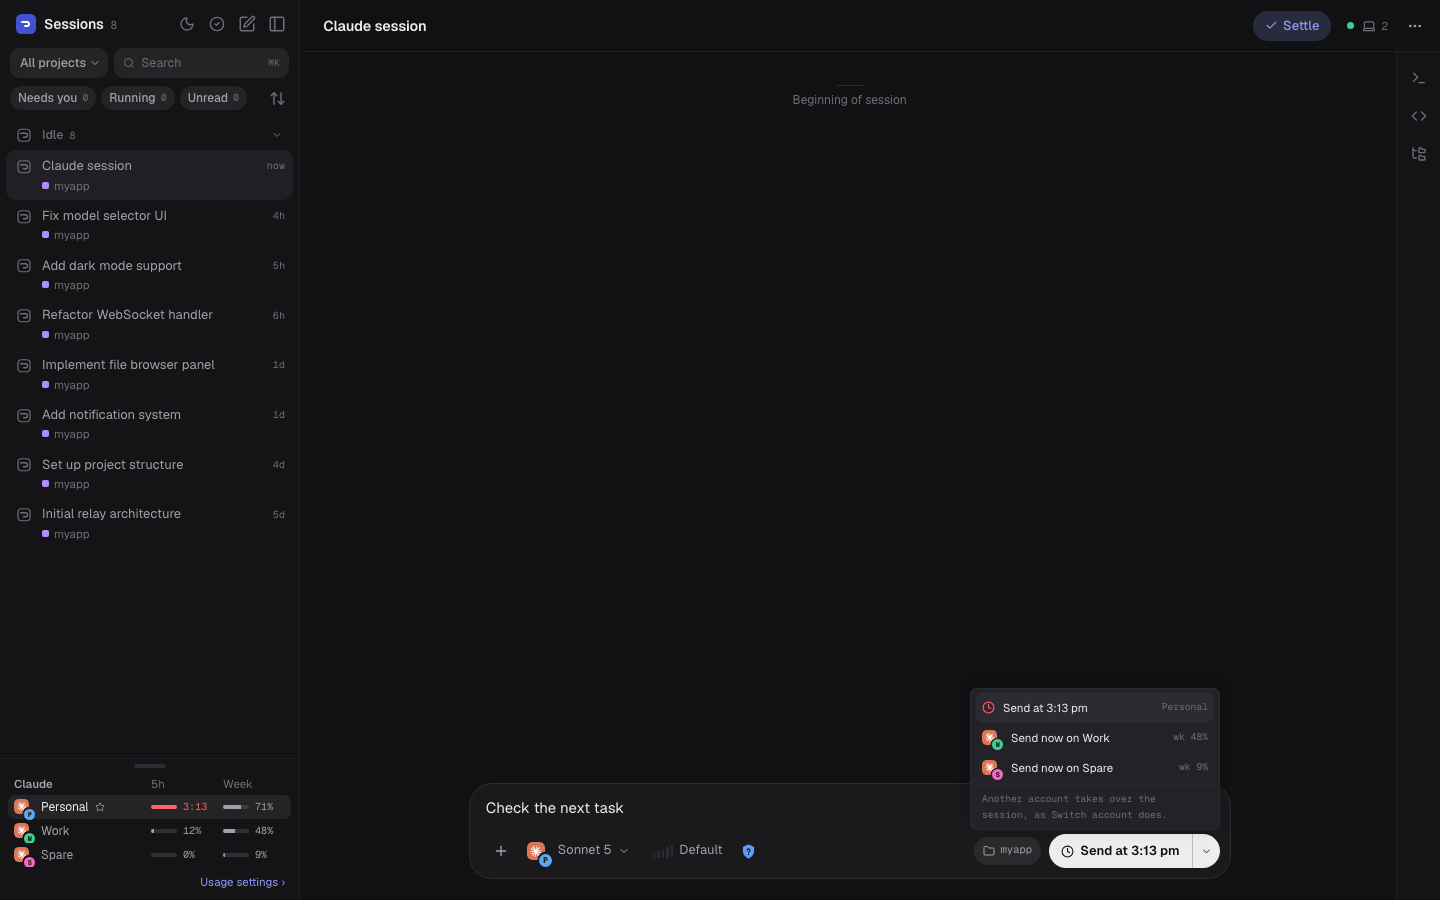 Sessions 8
All projects
Search ⌘K
Needs you 0
Running 0
Unread 0
Idle 8
Claude session now
myapp
Fix model selector UI 4h
myapp
Add dark mode support 5h
myapp
Refactor WebSocket handler 6h
myapp
Implement file browser panel 1d
myapp
Add notification system 1d
myapp
Set up project structure 4d
myapp
Initial relay architecture 5d
myapp
Claude 5h Week
P Personal 3:13 71%
W Work 12% 48%
S Spare 0% 9%
Usage settings ›
Claude session
Settle
2
Beginning of session
Send at 3:13 pm Personal
W Send now on Work wk 48%
S Send now on Spare wk 9%
Another account takes over the
session, as Switch account does.
Check the next task
P Sonnet 5
Default
?
myapp
Send at 3:13 pm